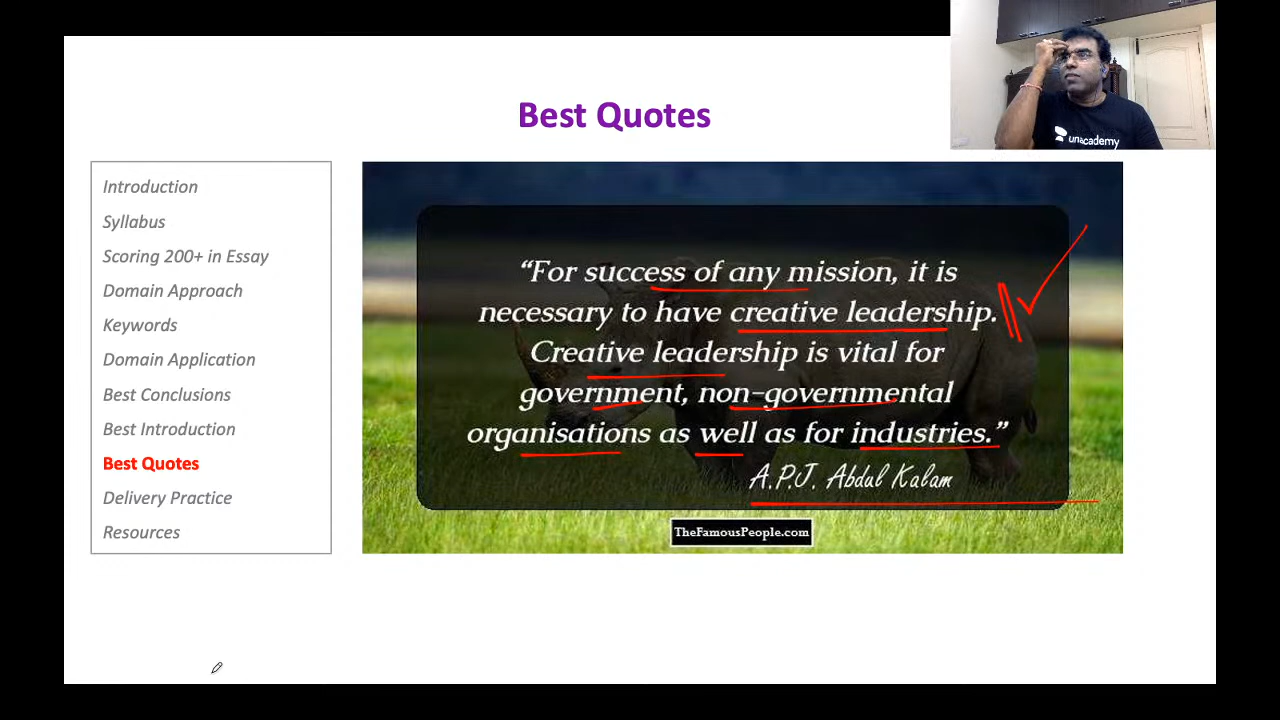 Best Quotes
unacademy
Introduction
Syllabus
Scoring 200+ in Essay
Domain Approach
Keywords
Domain Application
Best Conclusions
Best Introduction
Best Quotes
Delivery Practice
Resources
“For success of any mission, it is
necessary to have creative leadership.
Creative leadership is vital for
government, non-governmental
organisations as well as for industries.”
A.P.J. Abdul Kalam
TheFamousPeople.com